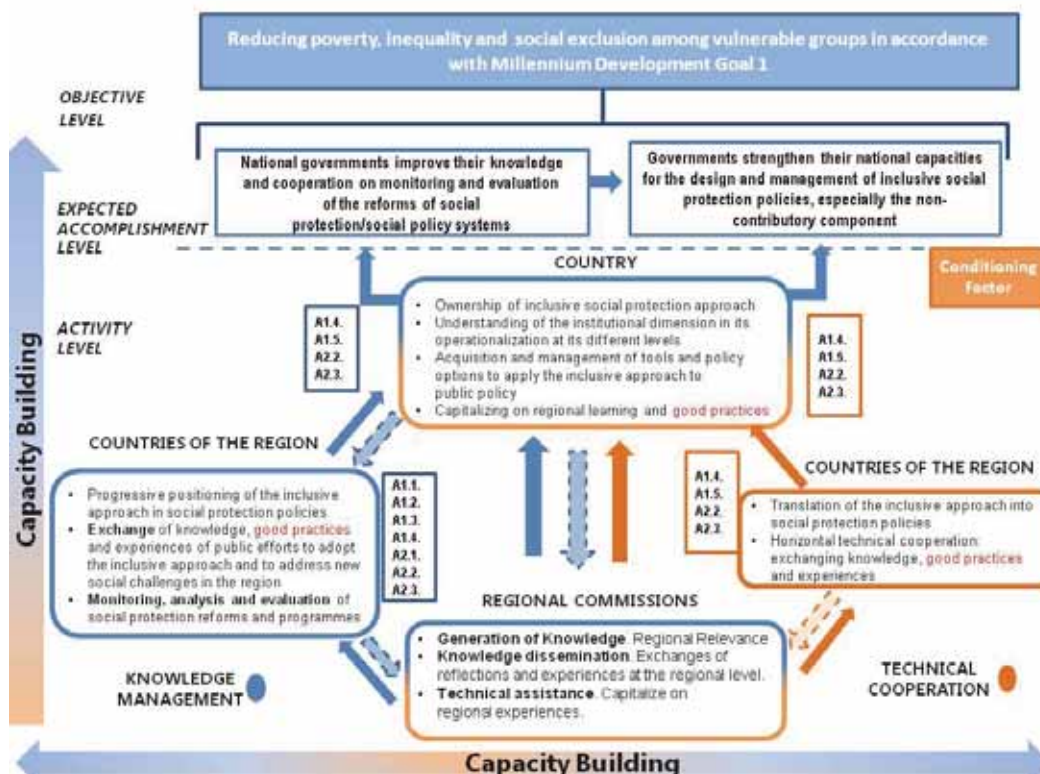 Reducing poverty, inequality and social exclusion among vulnerable groups in accordance
with Millennium Development Goal 1
OBJECTIVE
LEVEL
National governments improve their knowledge
and cooperation on monitoring and evaluation
of the reforms of social
protection/social policy systems
Governments strengthen their national capacities
for the design and management of inclusive social
protection policies, especially the non-
contributory component
EXPECTED
ACCOMPLISHMENT
LEVEL
COUNTRY
Conditioning
Factor
ACTIVITY
LEVEL
A1.4.
A1.5.
A2.2.
A2.3.
• Ownership of inclusive social protection approach
• Understanding of the institutional dimension in its
operationalization at its different levels
• Acquisition and management of tools and policy
options to apply the inclusive approach to
public policy
• Capitalizing on regional learning and good practices
A1.4.
A1.5.
A2.2.
A2.3.
Capacity Building
COUNTRIES OF THE REGION
• Progressive positioning of the inclusive
approach in social protection policies
• Exchange of knowledge, good practices
and experiences of public efforts to adopt
the inclusive approach and to address new
social challenges in the region
• Monitoring, analysis and evaluation of
social protection reforms and programmes
A1.1.
A1.2.
A1.3.
A1.4.
A2.1.
A2.2.
A2.3.
A1.4.
A1.5.
A2.2.
A2.3.
COUNTRIES OF THE REGION
• Translation of the inclusive approach into
social protection policies
• Horizontal technical cooperation:
exchanging knowledge, good practices
and experiences
REGIONAL COMMISSIONS
• Generation of Knowledge. Regional Relevance
• Knowledge dissemination. Exchanges of
reflections and experiences at the regional level.
• Technical assistance. Capitalize on
regional experiences.
KNOWLEDGE
MANAGEMENT
TECHNICAL
COOPERATION
Capacity Building